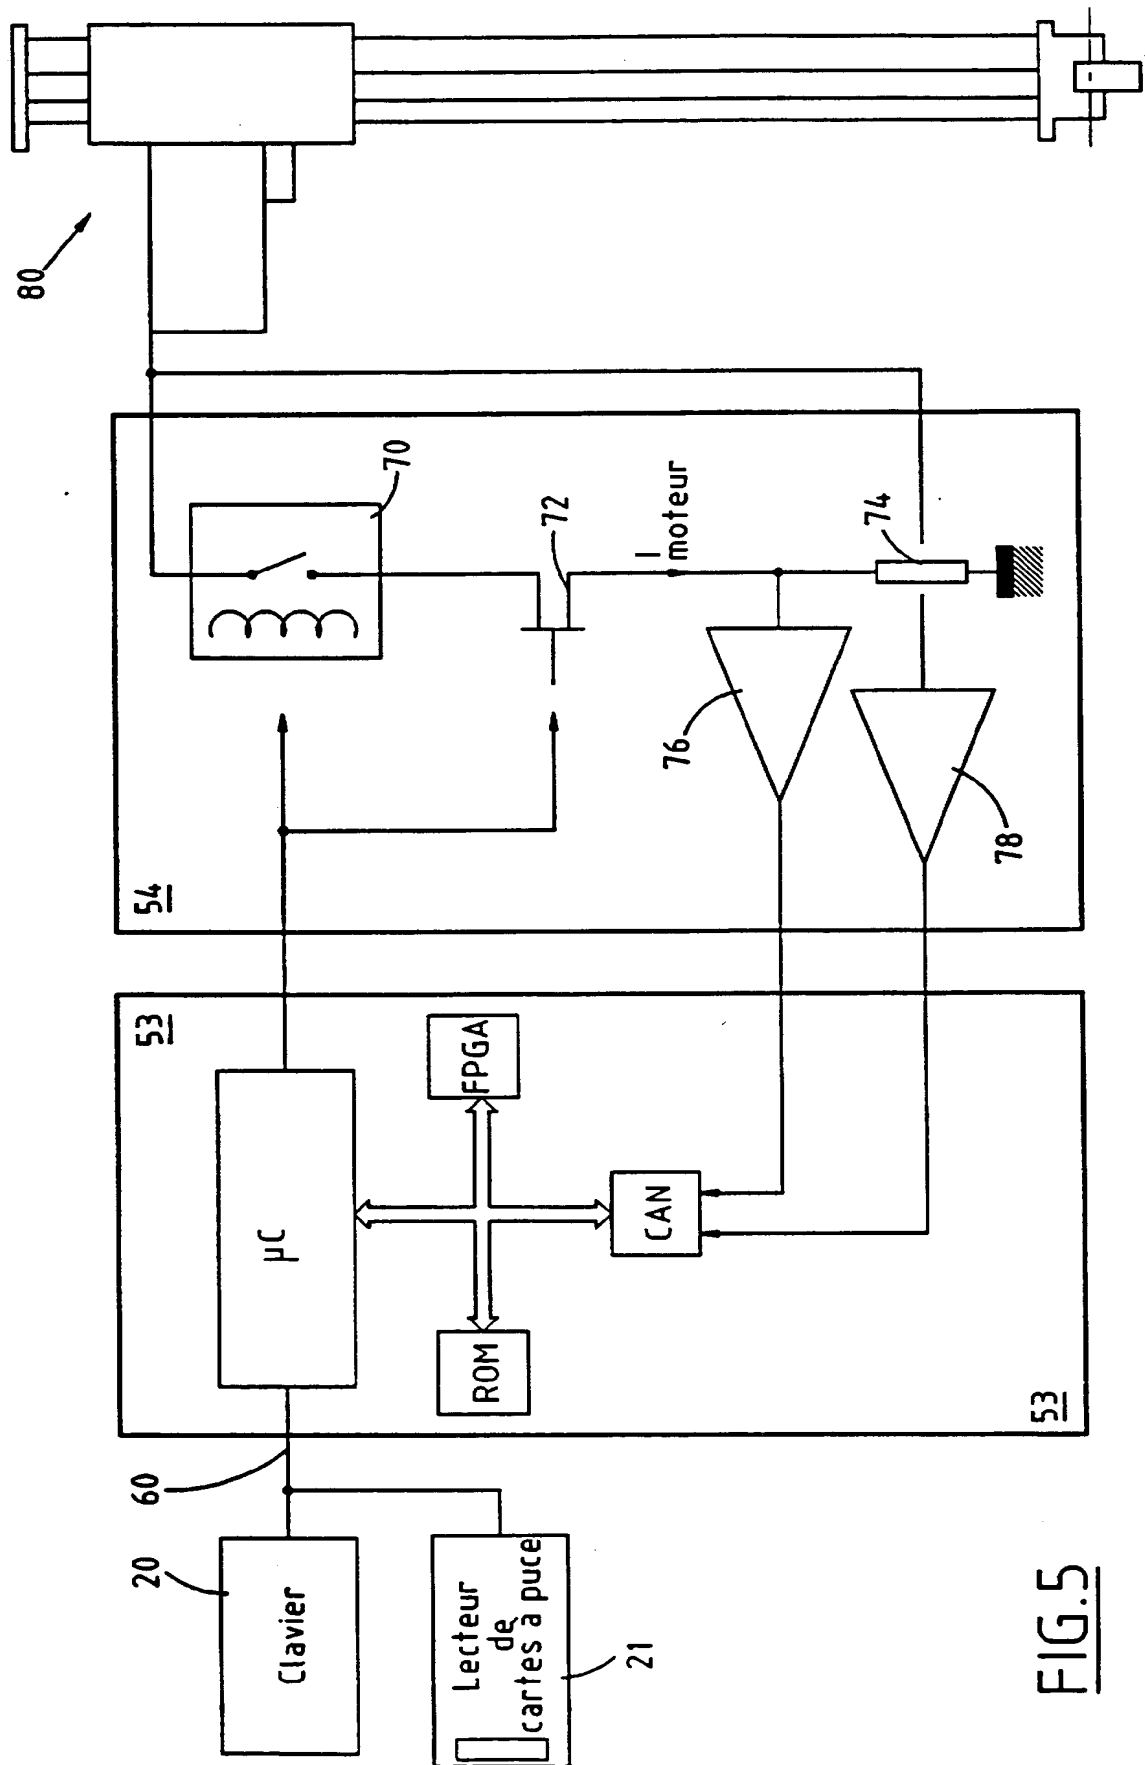 20
Clavier
60
Lecteur
de
cartes à puce
21
53
µC
ROM
FPGA
CAN
53
54
70
72
I moteur
74
76
78
80
FIG.5